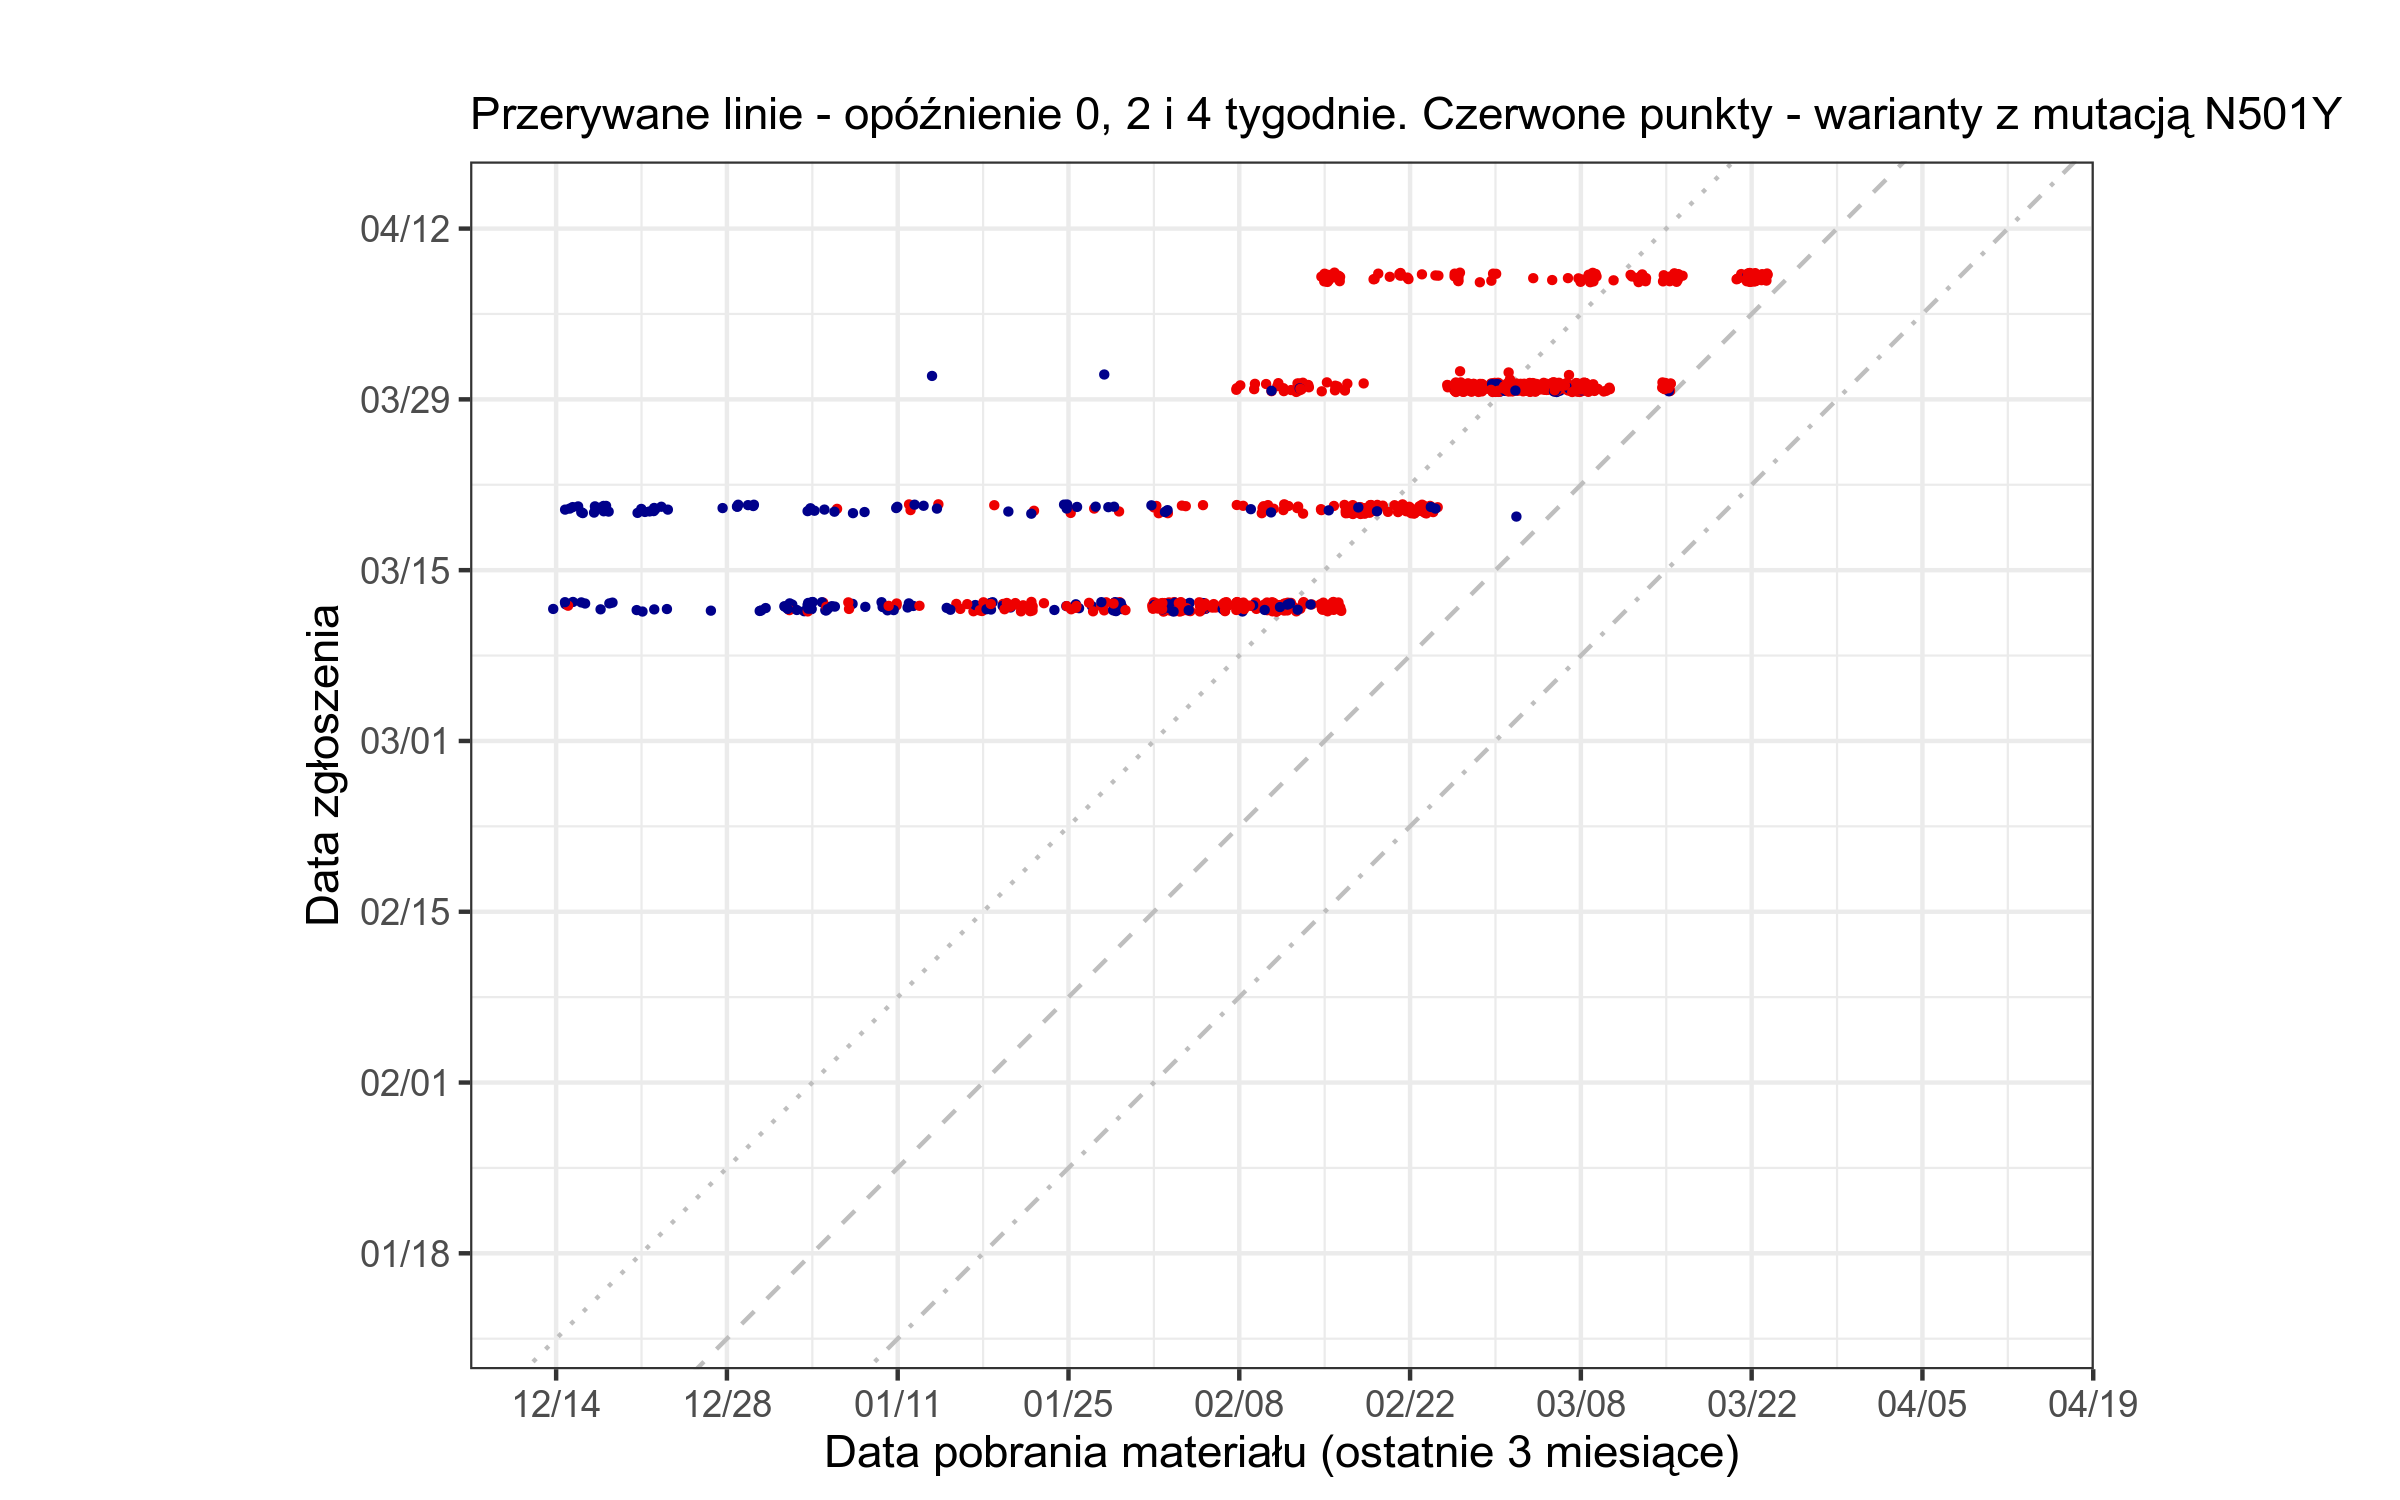 Przerywane linie - opóźnienie 0, 2 i 4 tygodnie. Czerwone punkty - warianty z mutacją N501Y
Data zgłoszenia
04/12
03/29
03/15
03/01
02/15
02/01
01/18
12/14 12/28 01/11 01/25 02/08 02/22 03/08 03/22 04/05 04/19
Data pobrania materiału (ostatnie 3 miesiące)